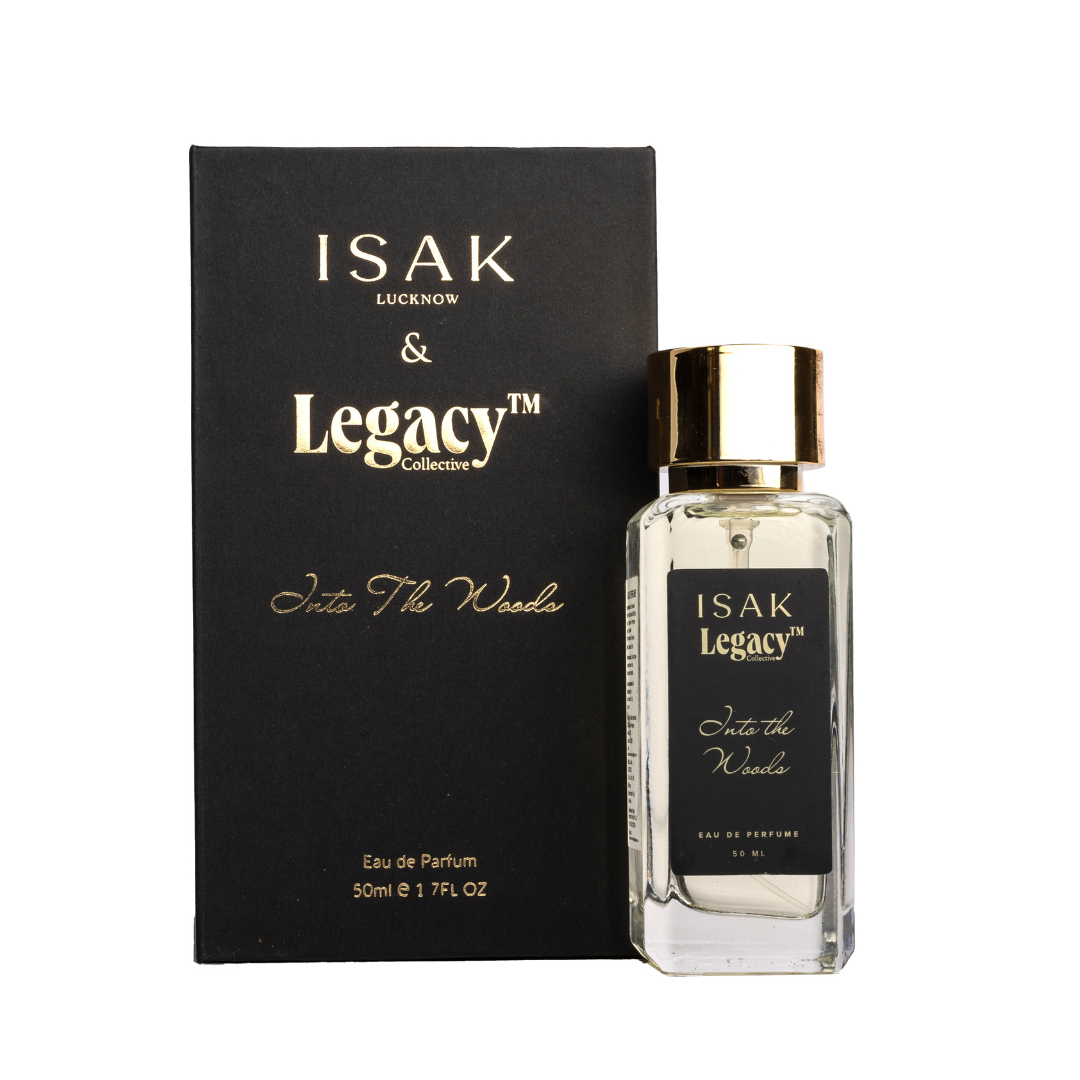 ISAK
LUCKNOW
&
Legacy™
Collective
Into The Woods
Eau de Parfum
50ml e 1 7FL OZ
ISAK
Legacy™
Collective
Into the
Woods
EAU DE PERFUME
50 ML